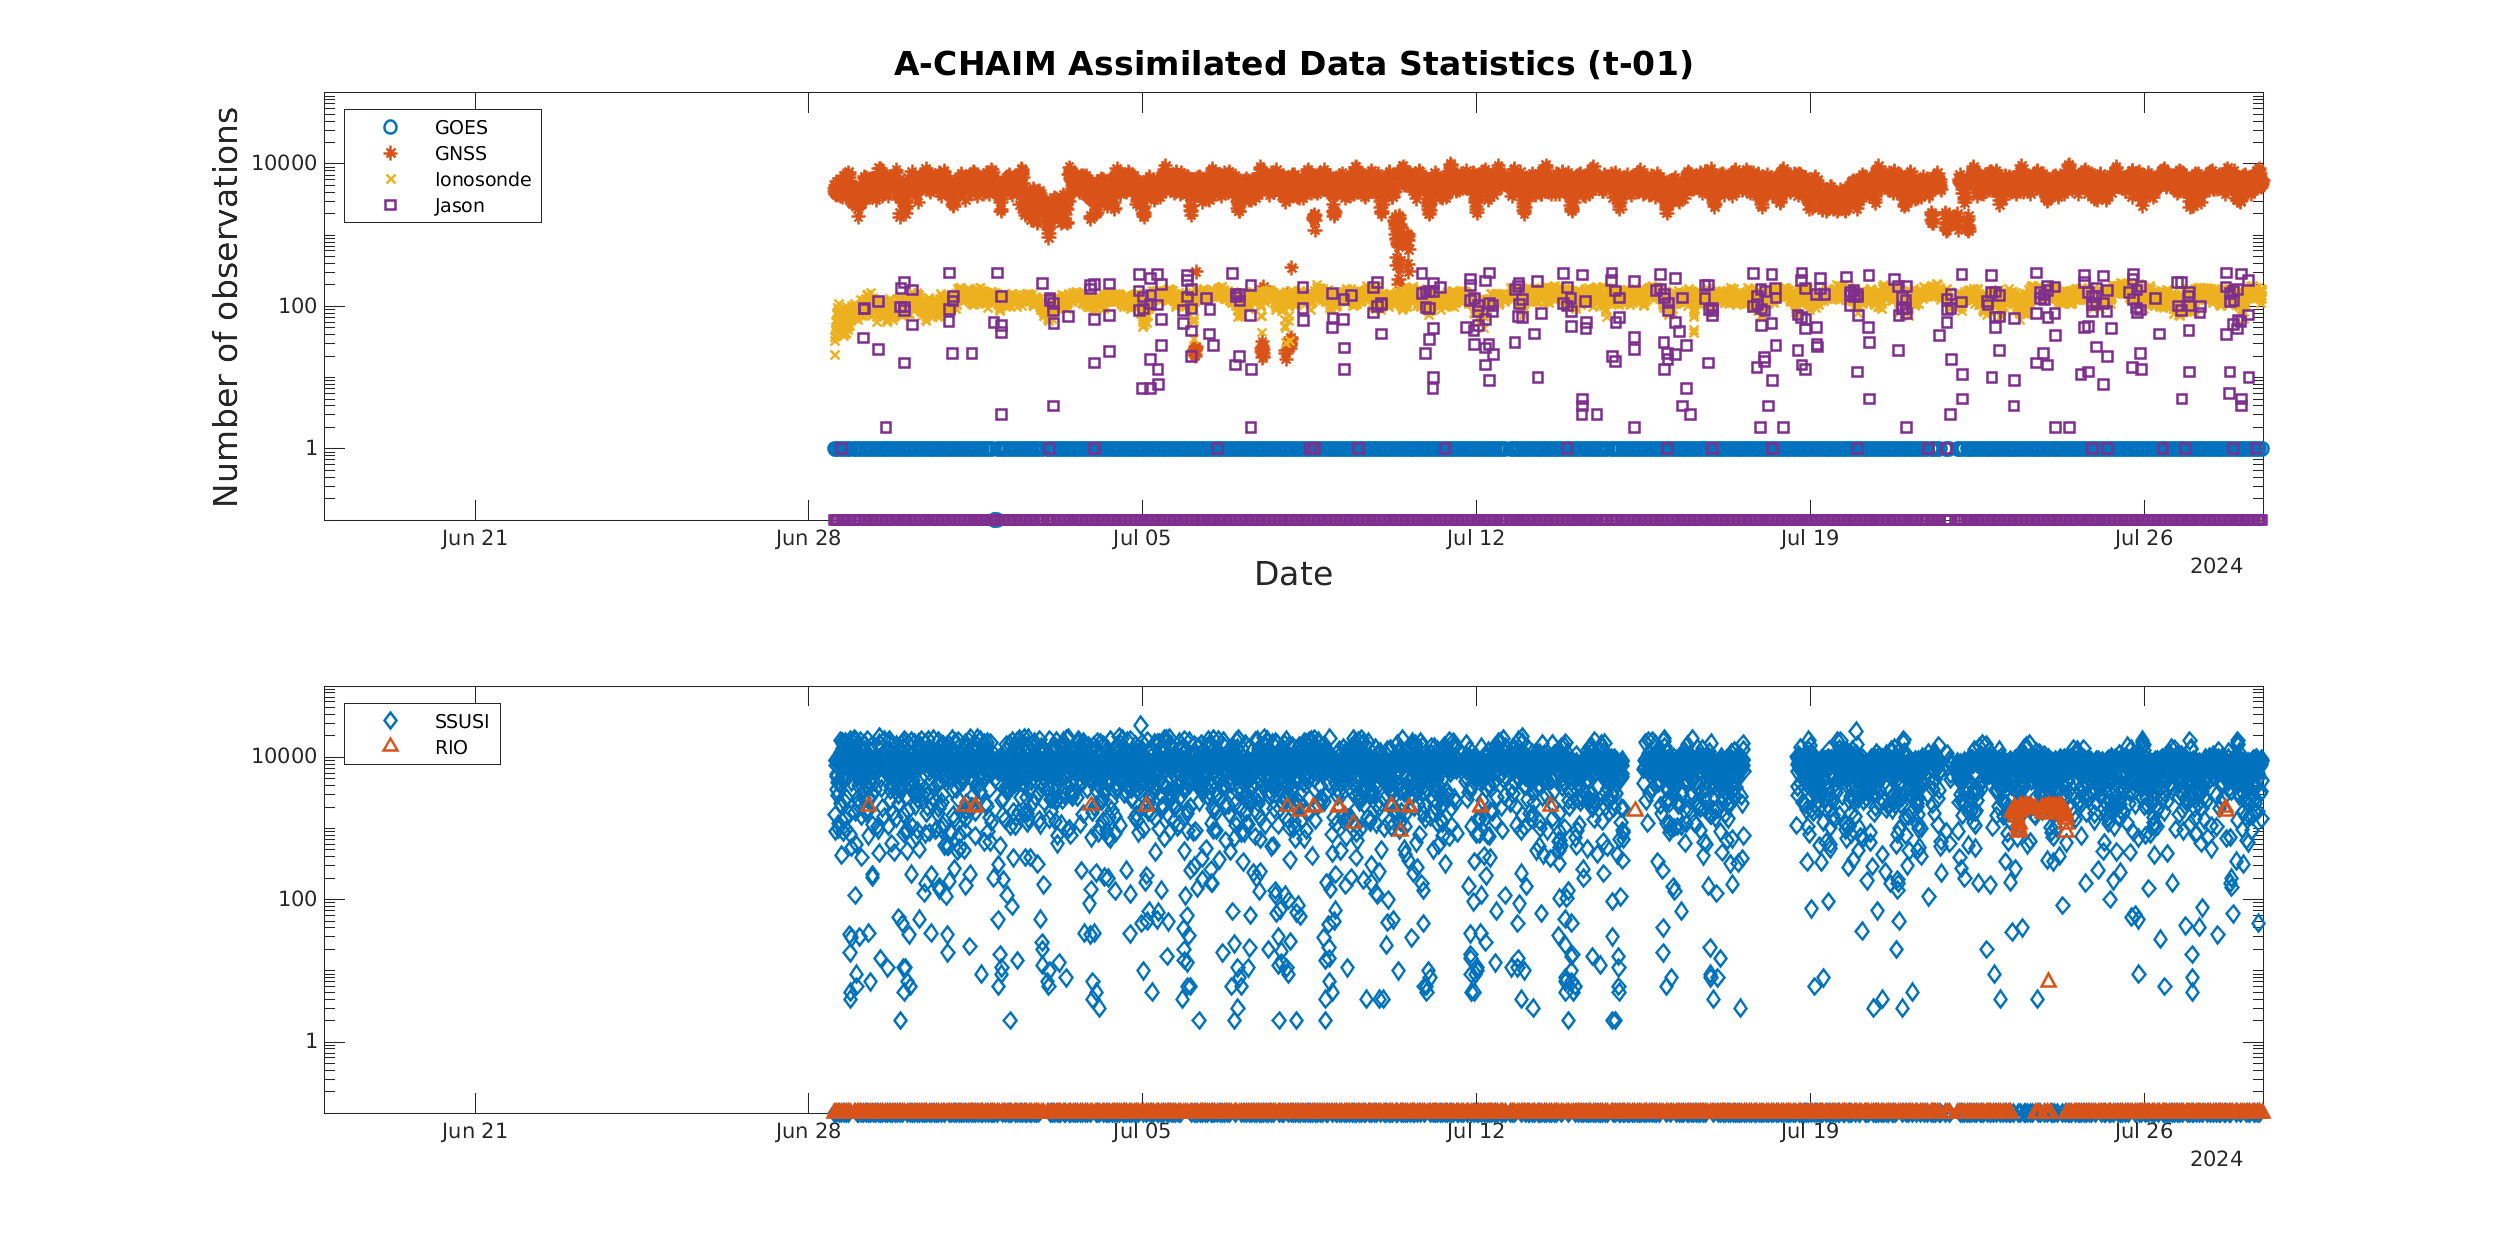 A-CHAIM Assimilated Data Statistics (t-01)
Number of observations
10000
100
1
GOES
GNSS
Ionosonde
Jason
Jun 21
Jun 28
Jul 05
Jul 12
Jul 19
Jul 26
2024
Date
10000
100
1
SSUSI
RIO
Jun 21
Jun 28
Jul 05
Jul 12
Jul 19
Jul 26
2024